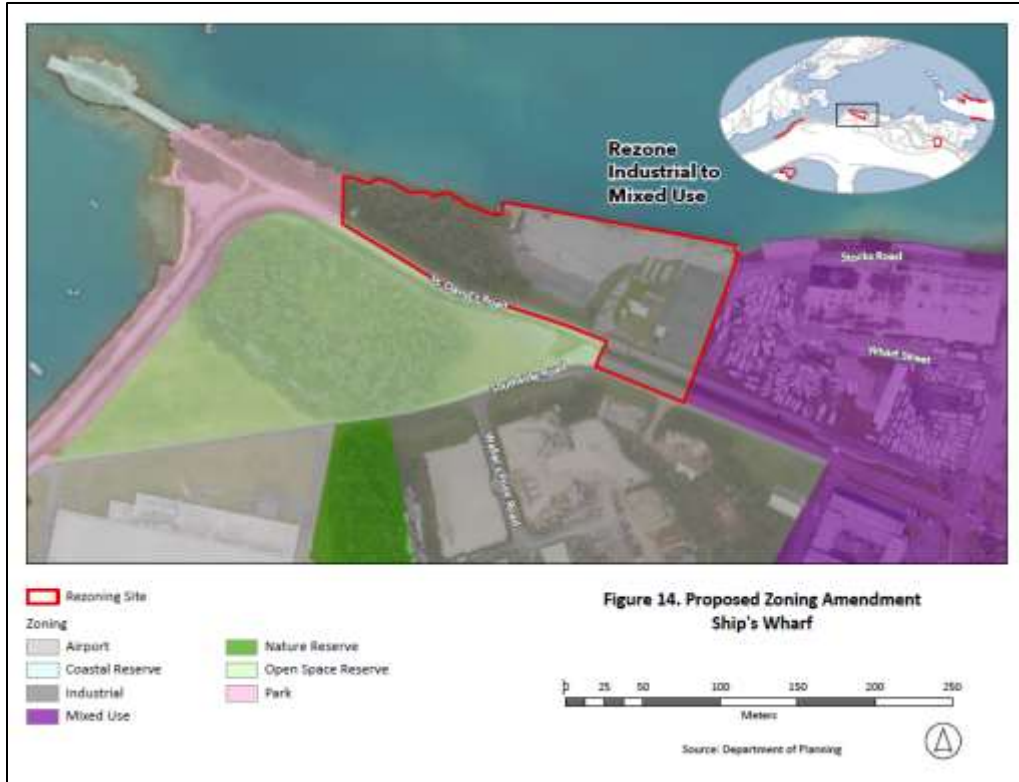 Rezone
Industrial to
Mixed Use
Stocks Road
Wharf Street
St. David's Road
Southside Road
Rezoning Site
Zoning
Airport
Coastal Reserve
Industrial
Mixed Use
Nature Reserve
Open Space Reserve
Park
Figure 14. Proposed Zoning Amendment
Ship's Wharf
0 25 50 100 150 200 250
Meters
Source: Department of Planning